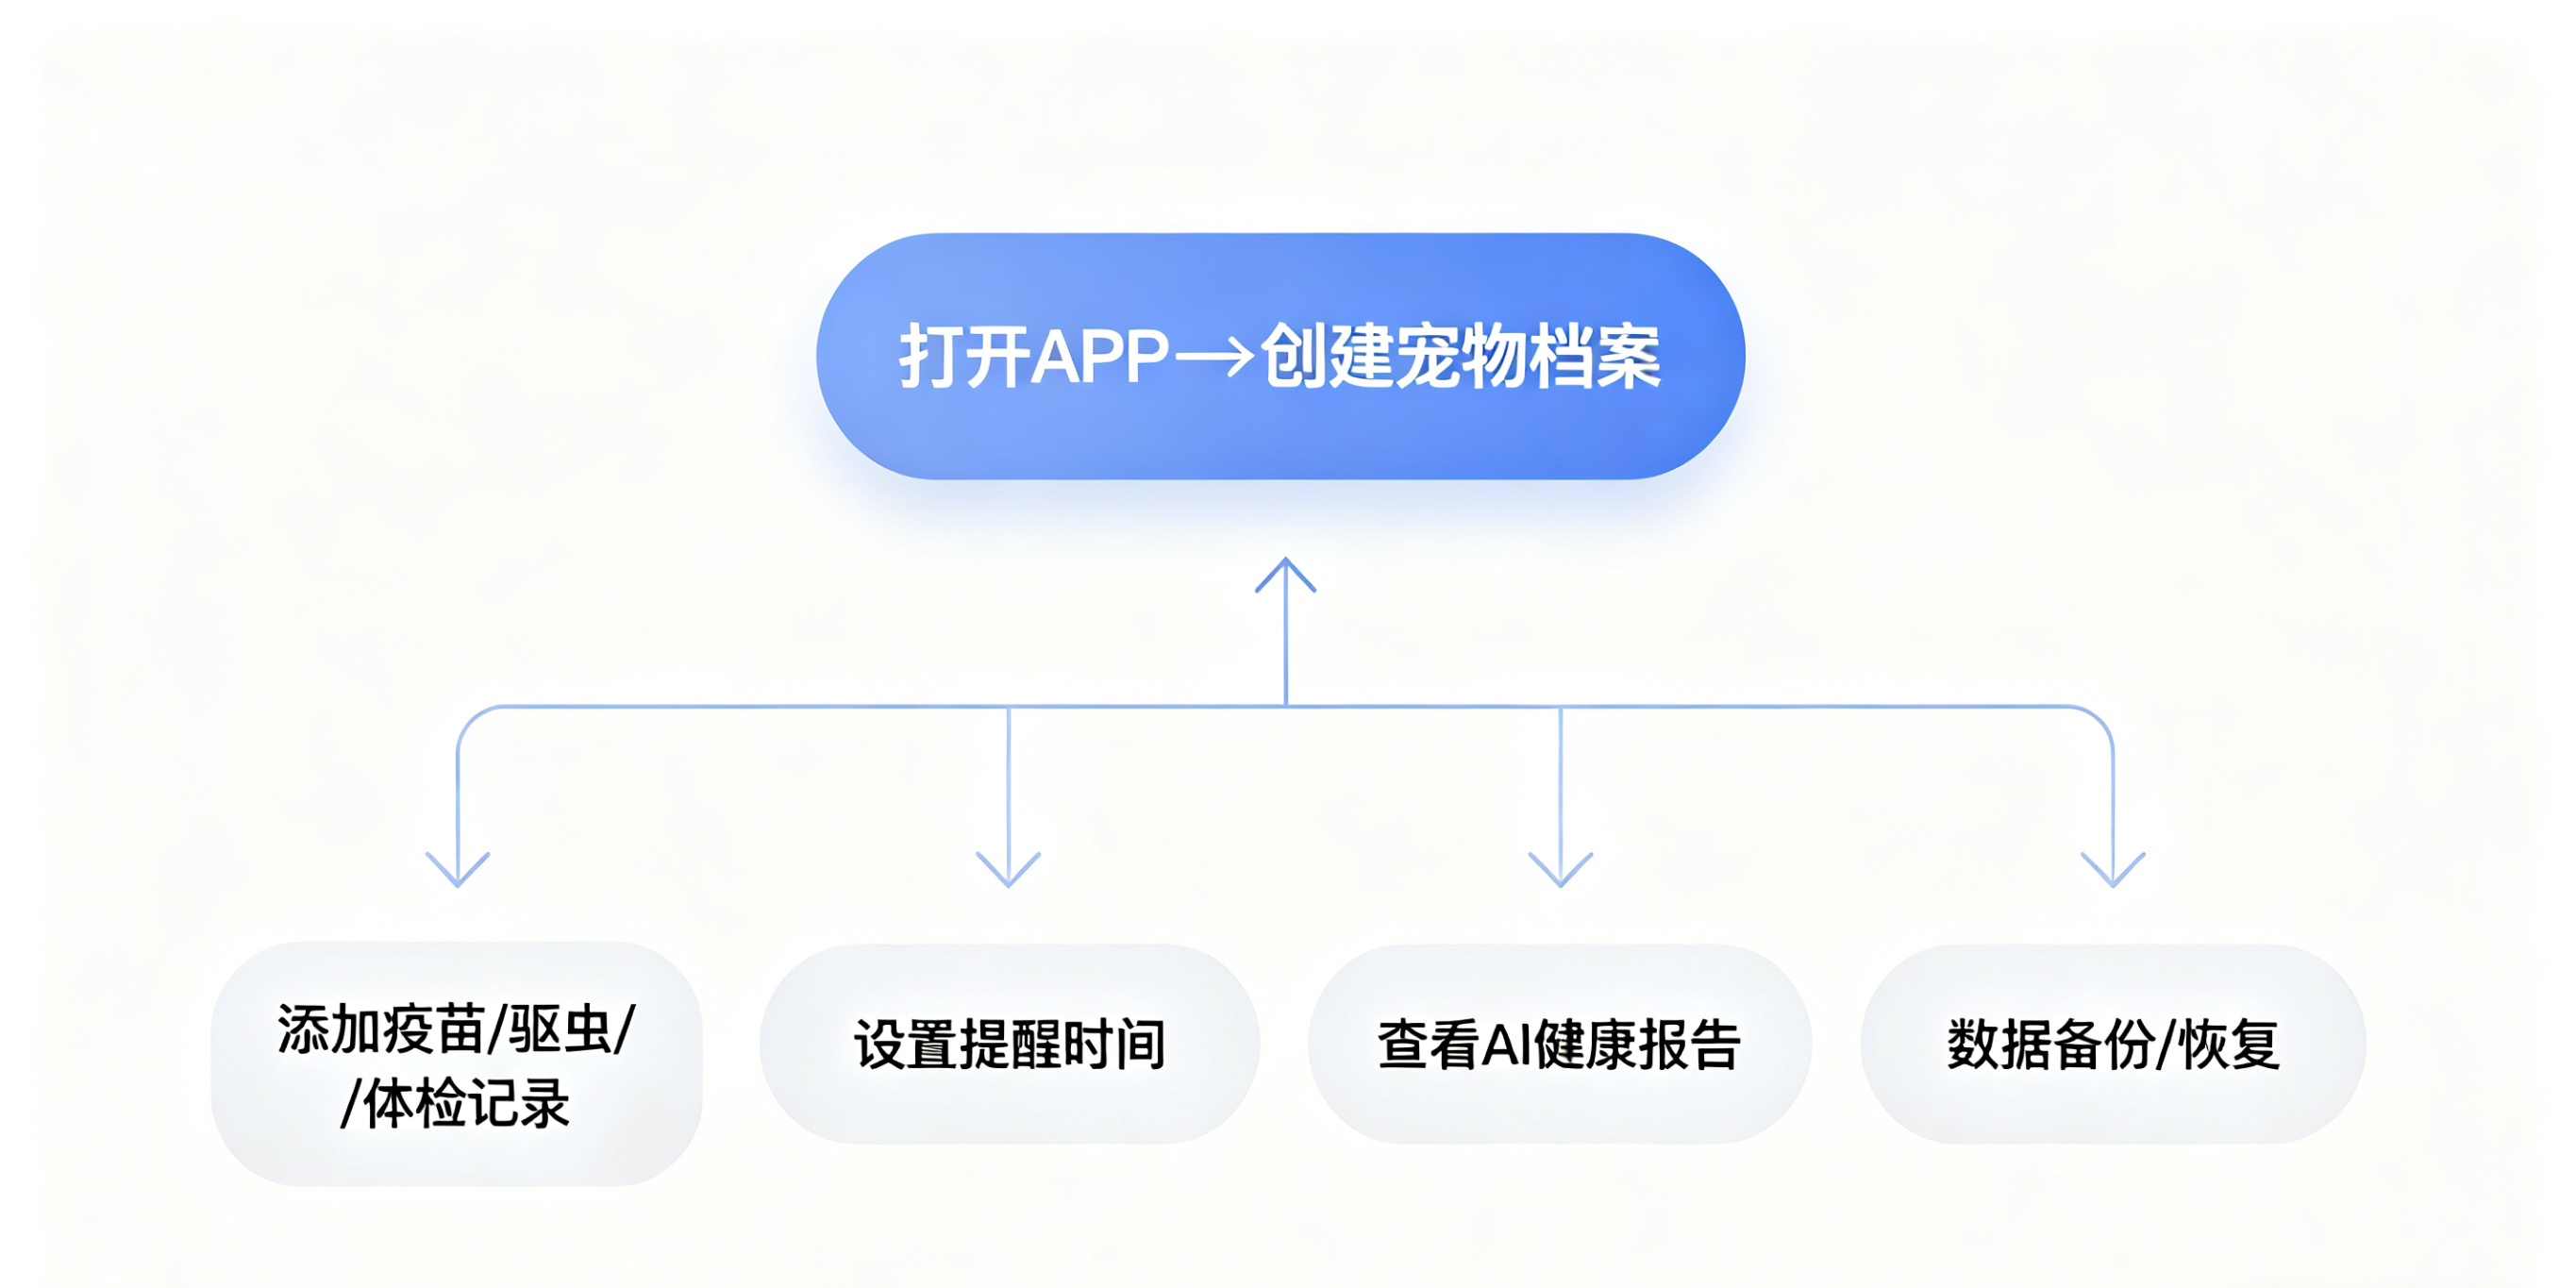 打开APP→创建宠物档案
添加疫苗/驱虫/
/体检记录
设置提醒时间
查看AI健康报告
数据备份/恢复